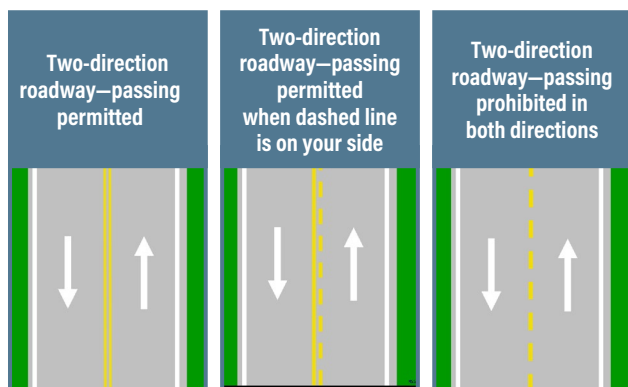 Two-direction
roadway—passing
permitted
Two-direction
roadway—passing
permitted
when dashed line
is on your side
Two-direction
roadway—passing
prohibited in
both directions